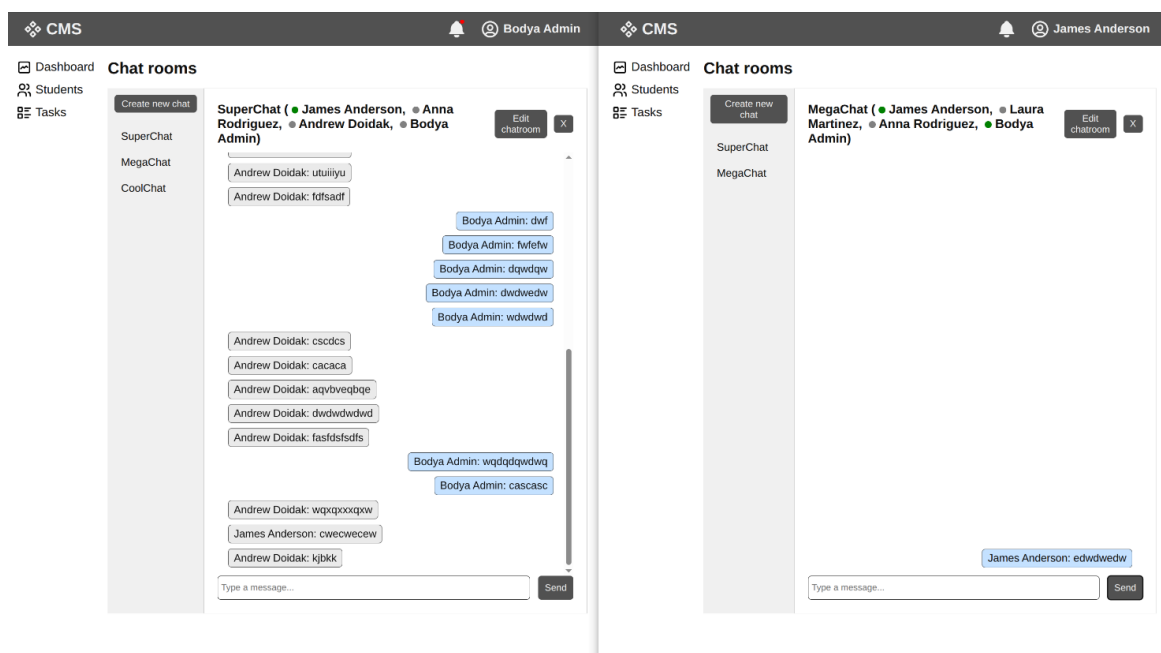 CMS
Bodya Admin
Dashboard
Students
Tasks
Chat rooms
Create new chat
SuperChat
MegaChat
CoolChat
SuperChat ( James Anderson, Anna
Rodriguez, Andrew Doidak, Bodya
Admin)
Edit
chatroom
X
Andrew Doidak: utuiiyu
Andrew Doidak: fdfsadf
Bodya Admin: dwf
Bodya Admin: fwfefw
Bodya Admin: dqwdqw
Bodya Admin: dwdwedw
Bodya Admin: wdwdwd
Andrew Doidak: cscdcs
Andrew Doidak: cacaca
Andrew Doidak: aqvbveqbqe
Andrew Doidak: dwdwdwdwd
Andrew Doidak: fasfdsfsdfs
Bodya Admin: wqdqdqwdwq
Bodya Admin: cascasc
Andrew Doidak: wqxqxxxqxw
James Anderson: cwecwecew
Andrew Doidak: kjbkk
Type a message...
Send
CMS
James Anderson
Dashboard
Students
Tasks
Chat rooms
Create new
chat
SuperChat
MegaChat
MegaChat ( James Anderson, Laura
Martinez, Anna Rodriguez, Bodya
Admin)
Edit
chatroom
X
James Anderson: edwdwedw
Type a message...
Send